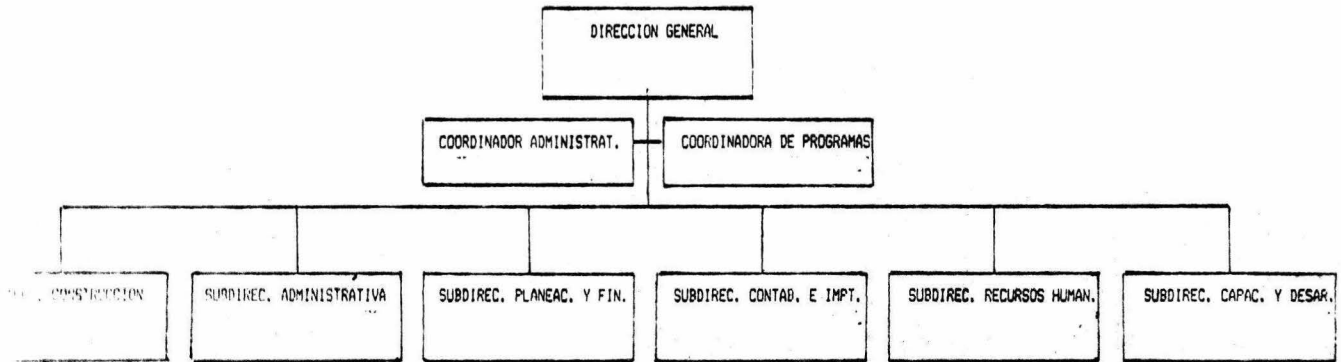 DIRECCION GENERAL
COORDINADOR ADMINISTRAT.
COORDINADORA DE PROGRAMAS
CONSTRUCCION
SUBDIREC. ADMINISTRATIVA
SUBDIREC. PLANEAC. Y FIN.
SUBDIREC. CONTAB. E IMPT.
SUBDIREC. RECURSOS HUMAN.
SUBDIREC. CAPAC. Y DESAR.